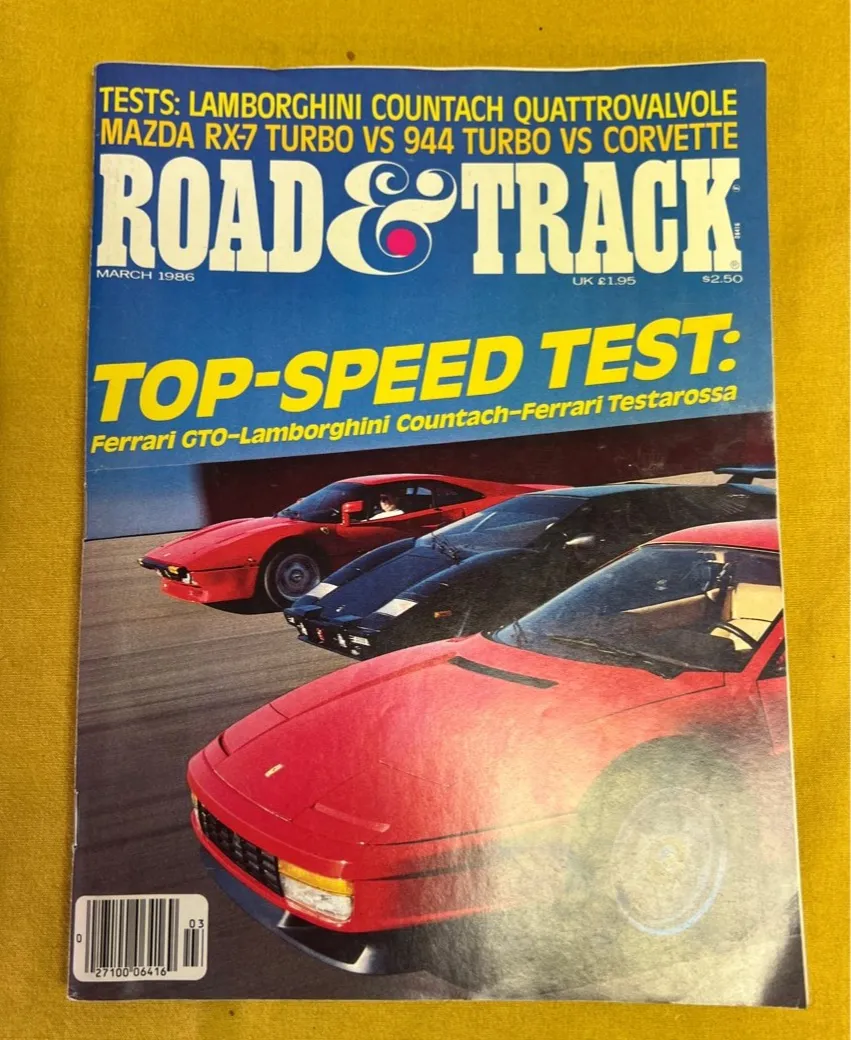 TESTS: LAMBORGHINI COUNTACH QUATTROVALVOLE
MAZDA RX-7 TURBO VS 944 TURBO VS CORVETTE
ROAD & TRACK
MARCH 1986 UK £1.95 $2.50
TOP-SPEED TEST:
Ferrari GTO-Lamborghini Countach-Ferrari Testarossa
03
0 27100 06416